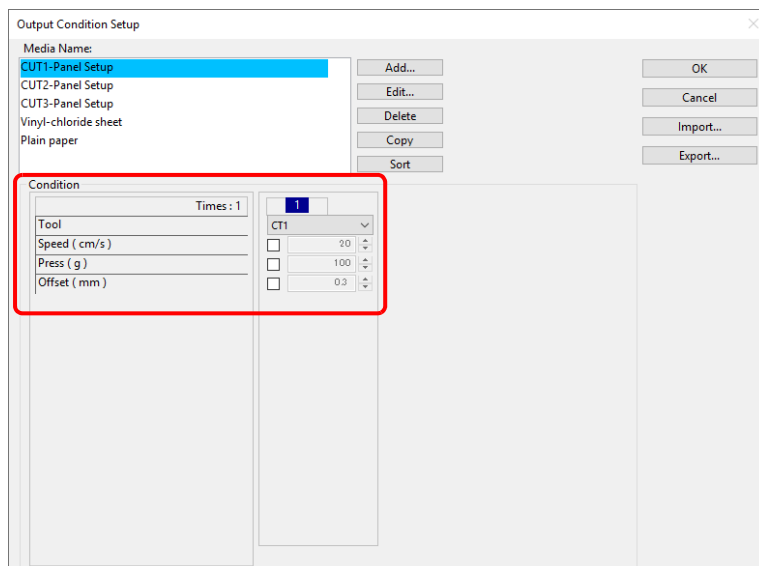 Output Condition Setup
Media Name:
CUT1-Panel Setup
CUT2-Panel Setup
CUT3-Panel Setup
Vinyl-chloride sheet
Plain paper
Add...
Edit...
Delete
Copy
Sort
OK
Cancel
Import...
Export...
Condition
Times : 1
1
Tool
CT1
Speed ( cm/s )
20
Press ( g )
100
Offset ( mm )
0.3